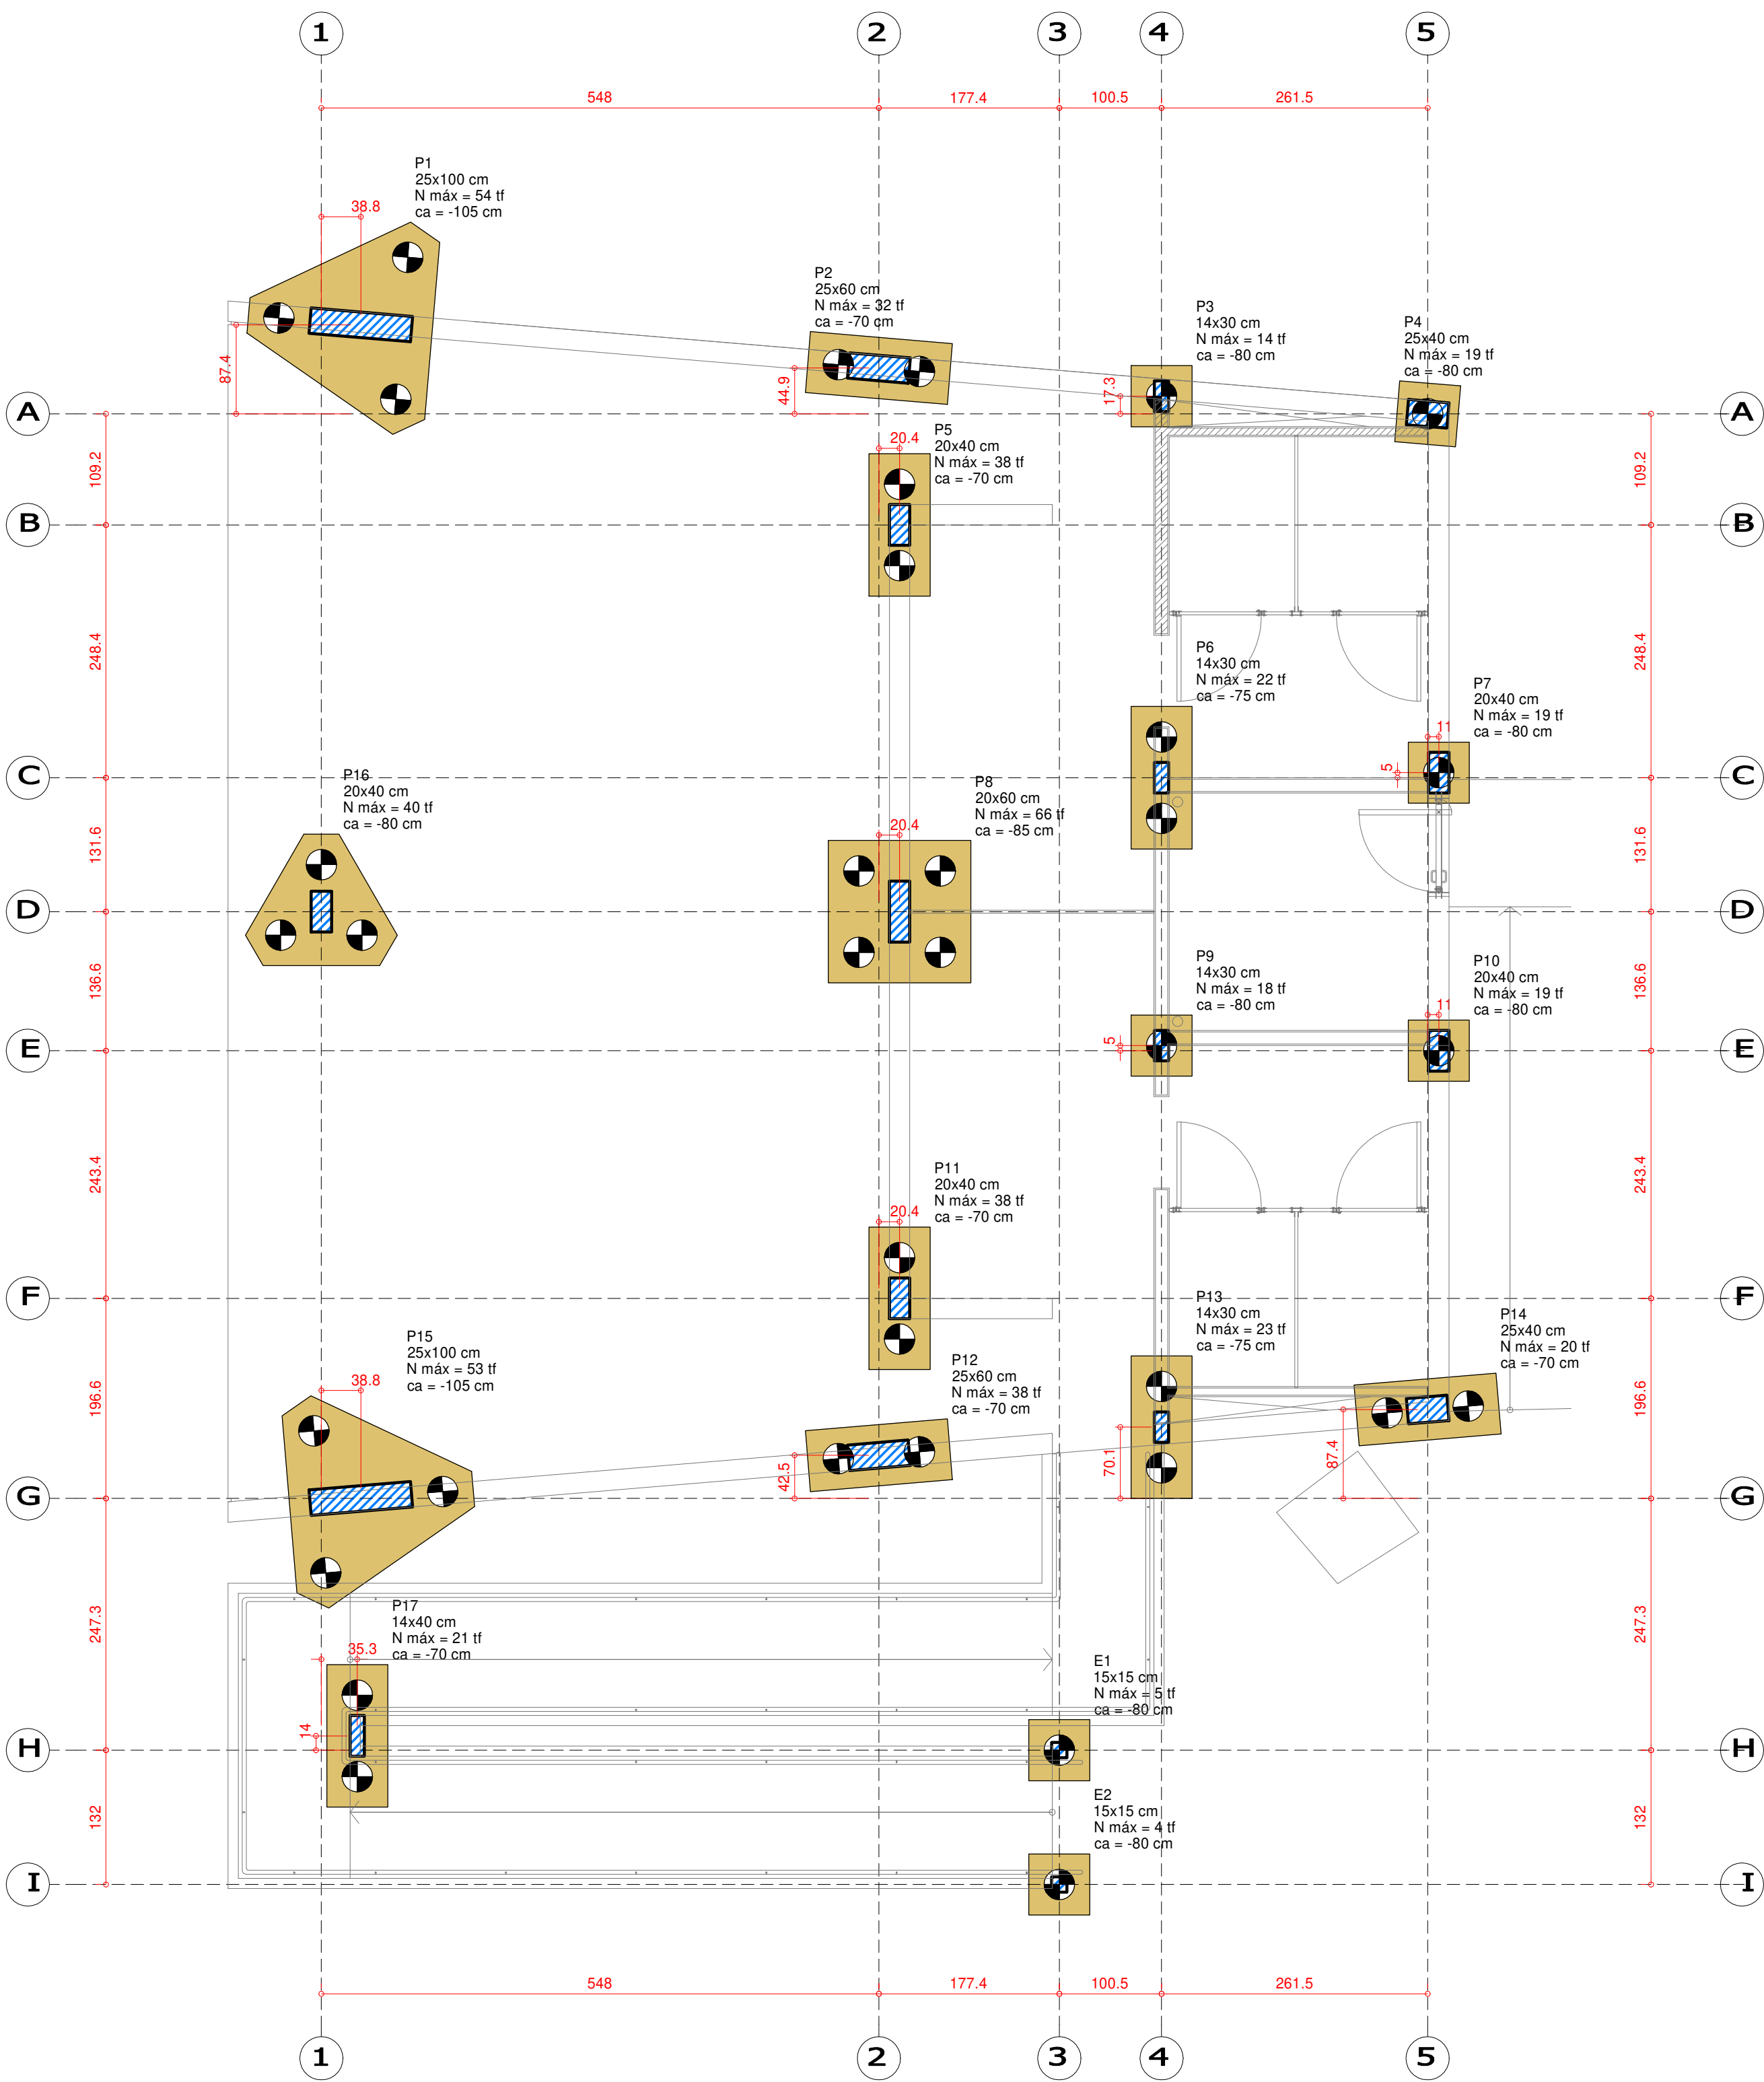 1 2 3 4 5
548 177.4 100.5 261.5
P1
25x100 cm
N máx = 54 tf
ca = -105 cm
38.8
87.4
P2
25x60 cm
N máx = 32 tf
ca = -70 cm
44.9
P3
14x30 cm
N máx = 14 tf
ca = -80 cm
17.3
P4
25x40 cm
N máx = 19 tf
ca = -80 cm
A A
109.2 109.2
P5
20x40 cm
N máx = 38 tf
ca = -70 cm
20.4
B B
248.4 248.4
P6
14x30 cm
N máx = 22 tf
ca = -75 cm
P7
20x40 cm
N máx = 19 tf
ca = -80 cm
11
5
C C
P16
20x40 cm
N máx = 40 tf
ca = -80 cm
P8
20x60 cm
N máx = 66 tf
ca = -85 cm
20.4
131.6 131.6
D D
136.6 136.6
P9
14x30 cm
N máx = 18 tf
ca = -80 cm
5
P10
20x40 cm
N máx = 19 tf
ca = -80 cm
11
E E
243.4 243.4
P11
20x40 cm
N máx = 38 tf
ca = -70 cm
20.4
F F
P13
14x30 cm
N máx = 23 tf
ca = -75 cm
70.1
P14
25x40 cm
N máx = 20 tf
ca = -70 cm
87.4
P15
25x100 cm
N máx = 53 tf
ca = -105 cm
38.8
P12
25x60 cm
N máx = 38 tf
ca = -70 cm
42.5
196.6 196.6
G G
247.3 247.3
P17
14x40 cm
N máx = 21 tf
ca = -70 cm
35.3
14
E1
15x15 cm
N máx = 5 tf
ca = -80 cm
H H
132 132
E2
15x15 cm
N máx = 4 tf
ca = -80 cm
I I
548 177.4 100.5 261.5
1 2 3 4 5